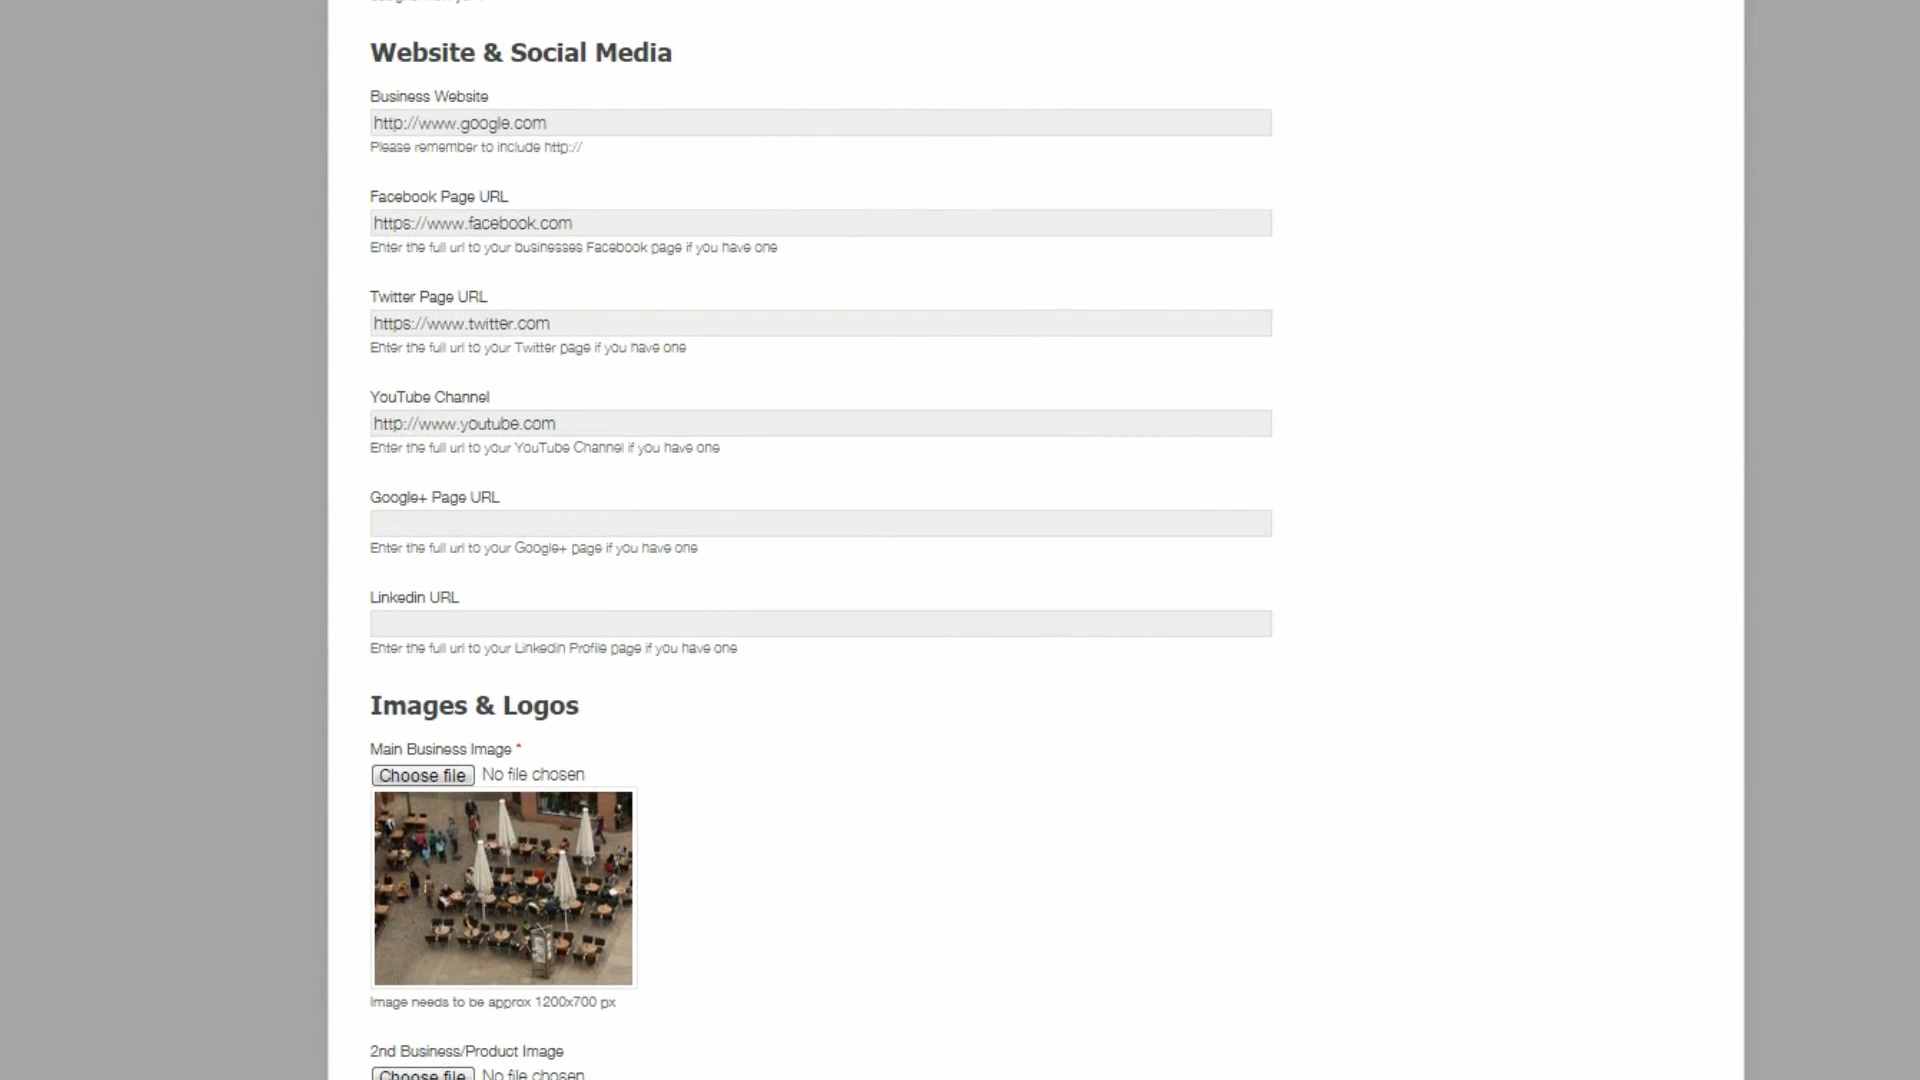 Website & Social Media
Business Website
http://www.google.com
Please remember to include http://
Facebook Page URL
https://www.facebook.com
Enter the full url to your businesses Facebook page if you have one
Twitter Page URL
https://www.twitter.com
Enter the full url to your Twitter page if you have one
YouTube Channel
http://www.youtube.com
Enter the full url to your YouTube Channel if you have one
Google+ Page URL
Enter the full url to your Google+ page if you have one
Linkedin URL
Enter the full url to your Linkedin Profile page if you have one
Images & Logos
Main Business Image *
Choose file No file chosen
Image needs to be approx 1200x700 px
2nd Business/Product Image
Choose file No file chosen